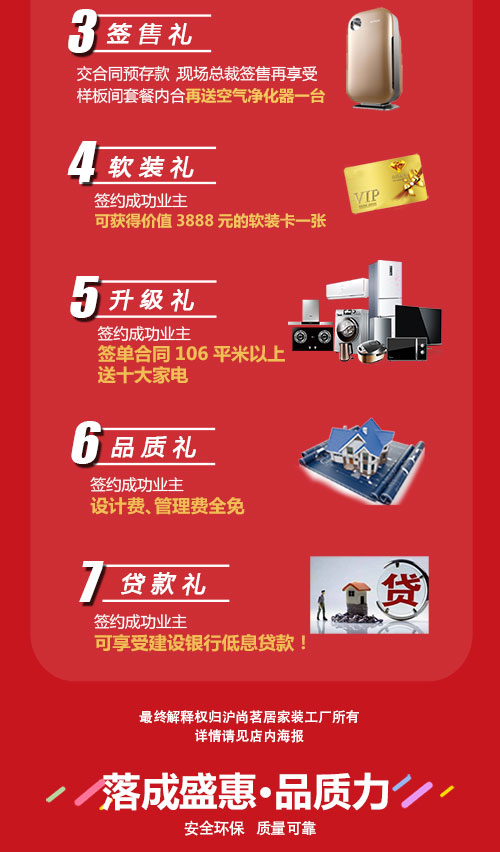 3 签售礼
交合同预存款 现场总裁签售再享受
样板间套餐内合再送空气净化器一台
4 软装礼
签约成功业主
可获得价值 3888 元的软装卡一张
VIP
5 升级礼
签约成功业主
签单合同 106 平米以上
送十大家电
6 品质礼
签约成功业主
设计费、管理费全免
7 贷款礼
签约成功业主
可享受建设银行低息贷款！
贷
最终解释权归沪尚茗居家装工厂所有
详情请见店内海报
落成盛惠·品质力
安全环保 质量可靠